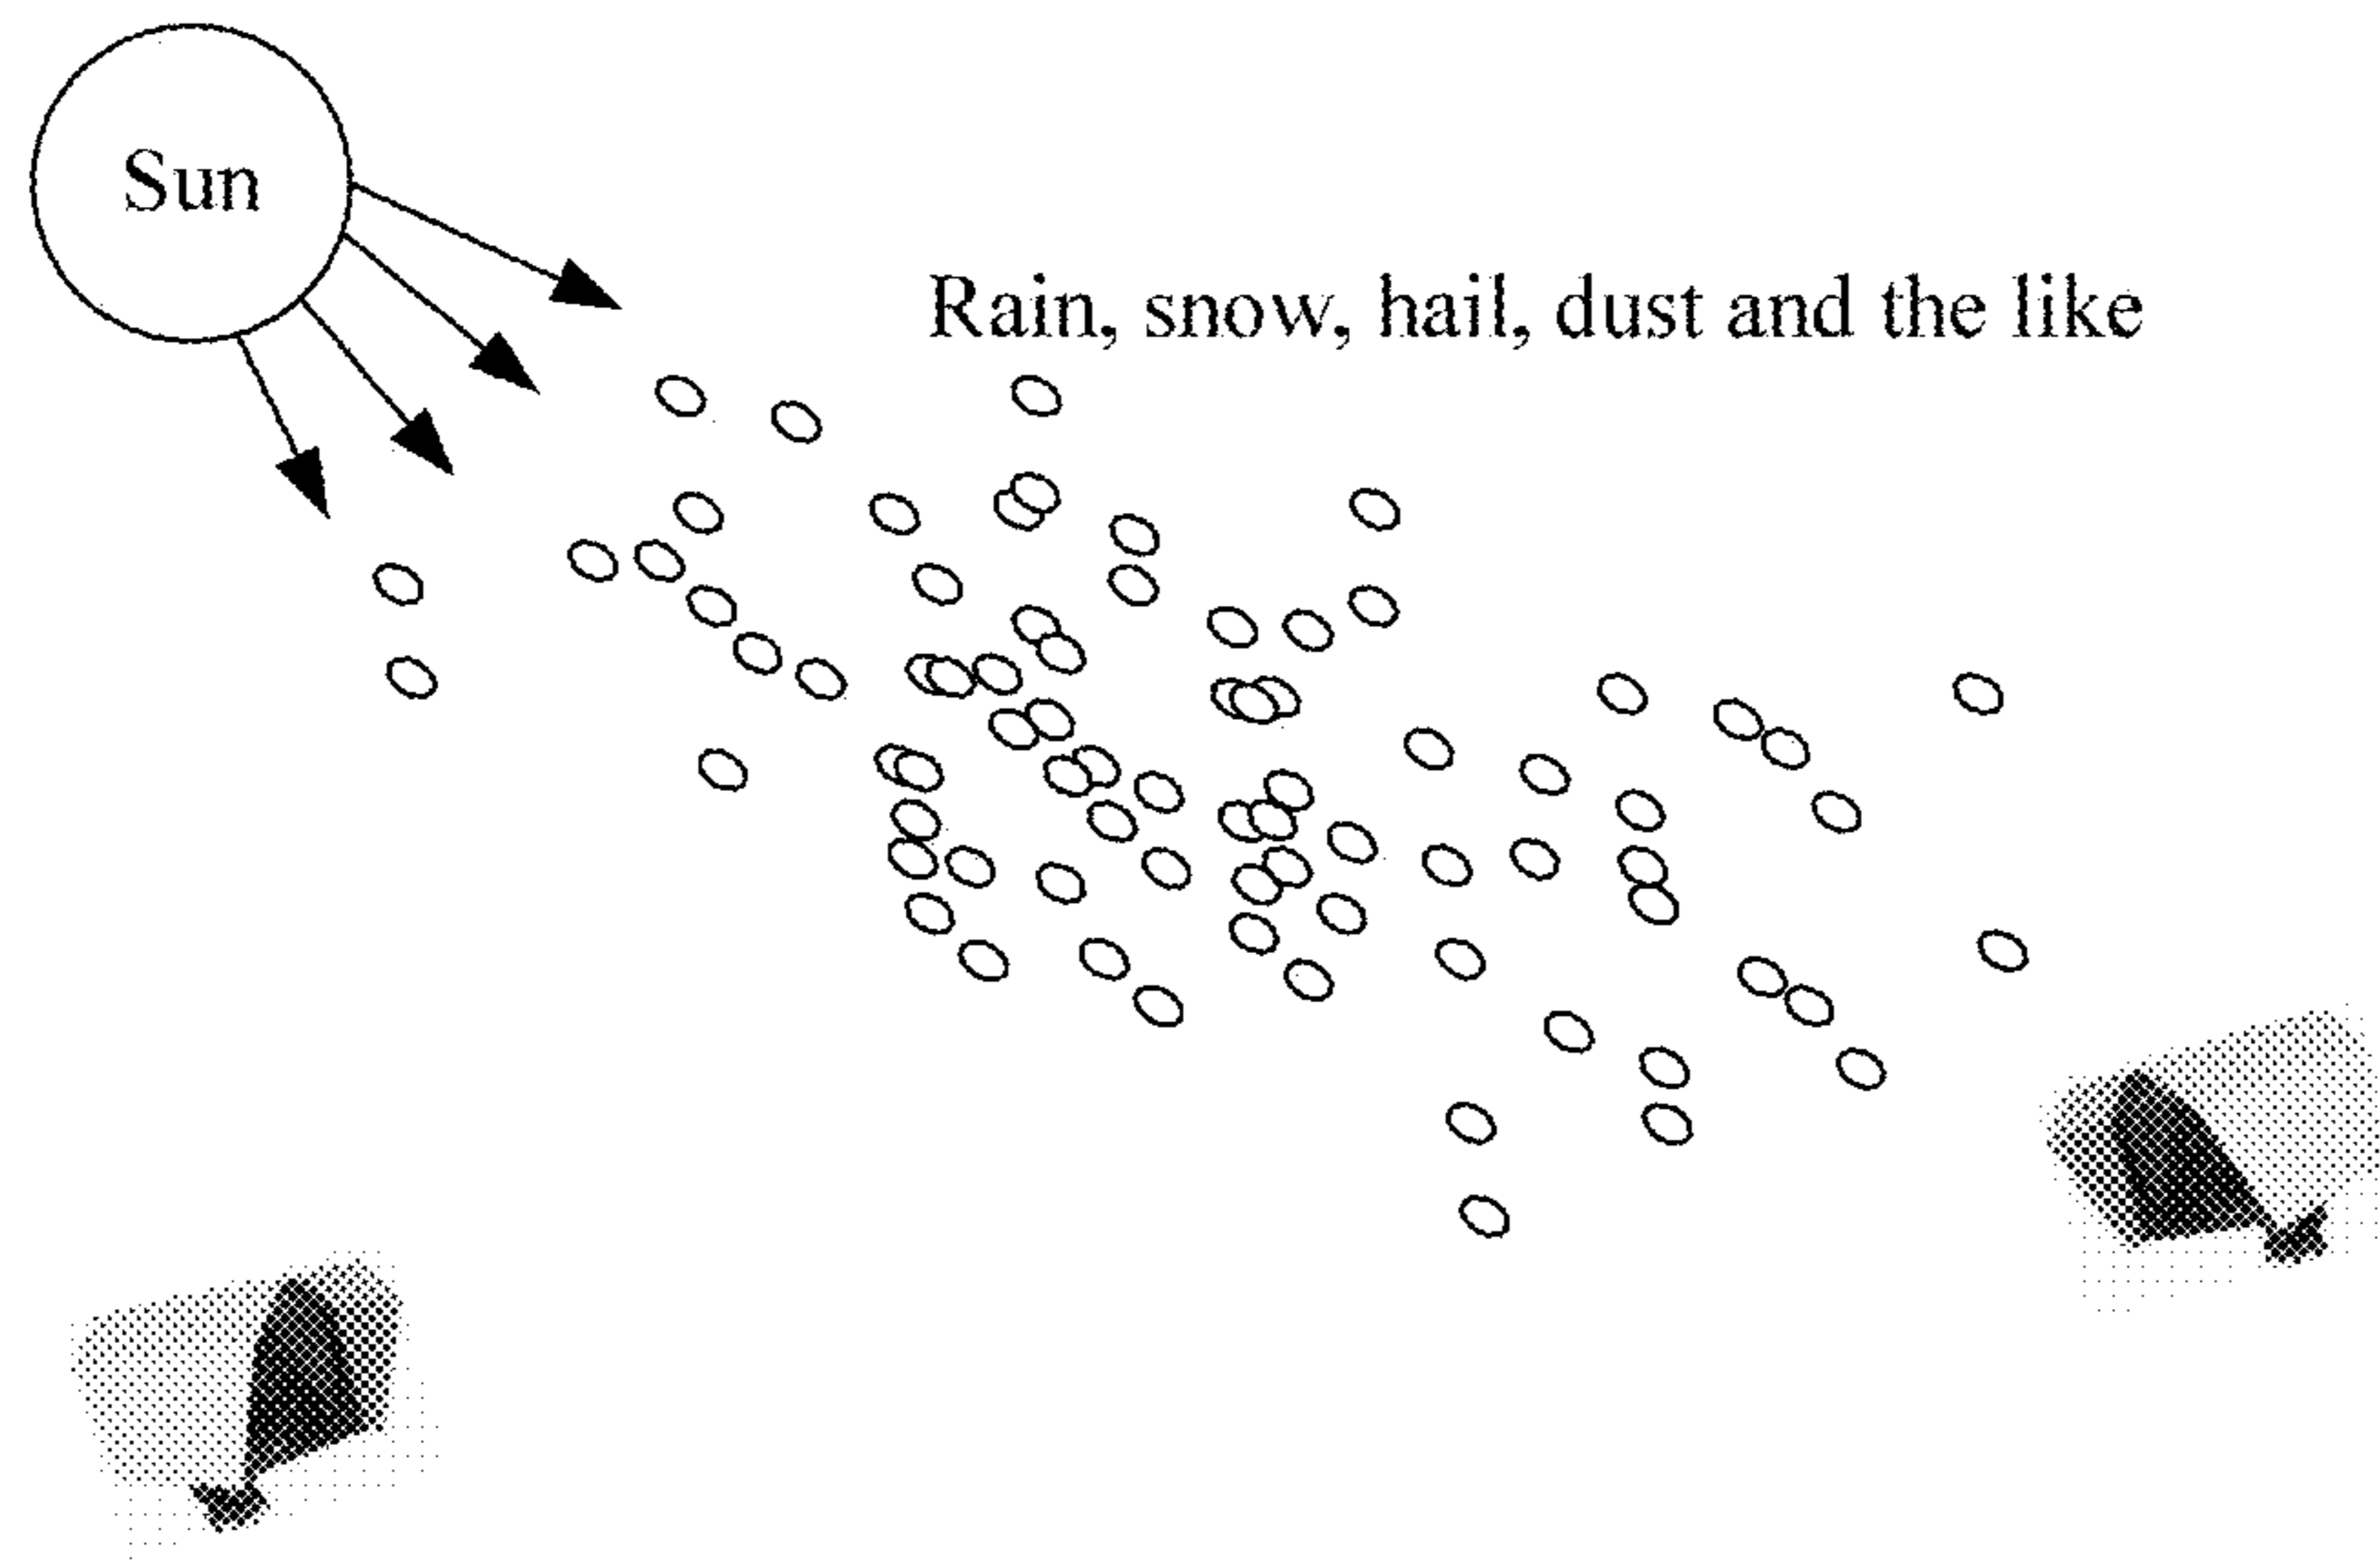 Sun
Rain, snow, hail, dust and the like